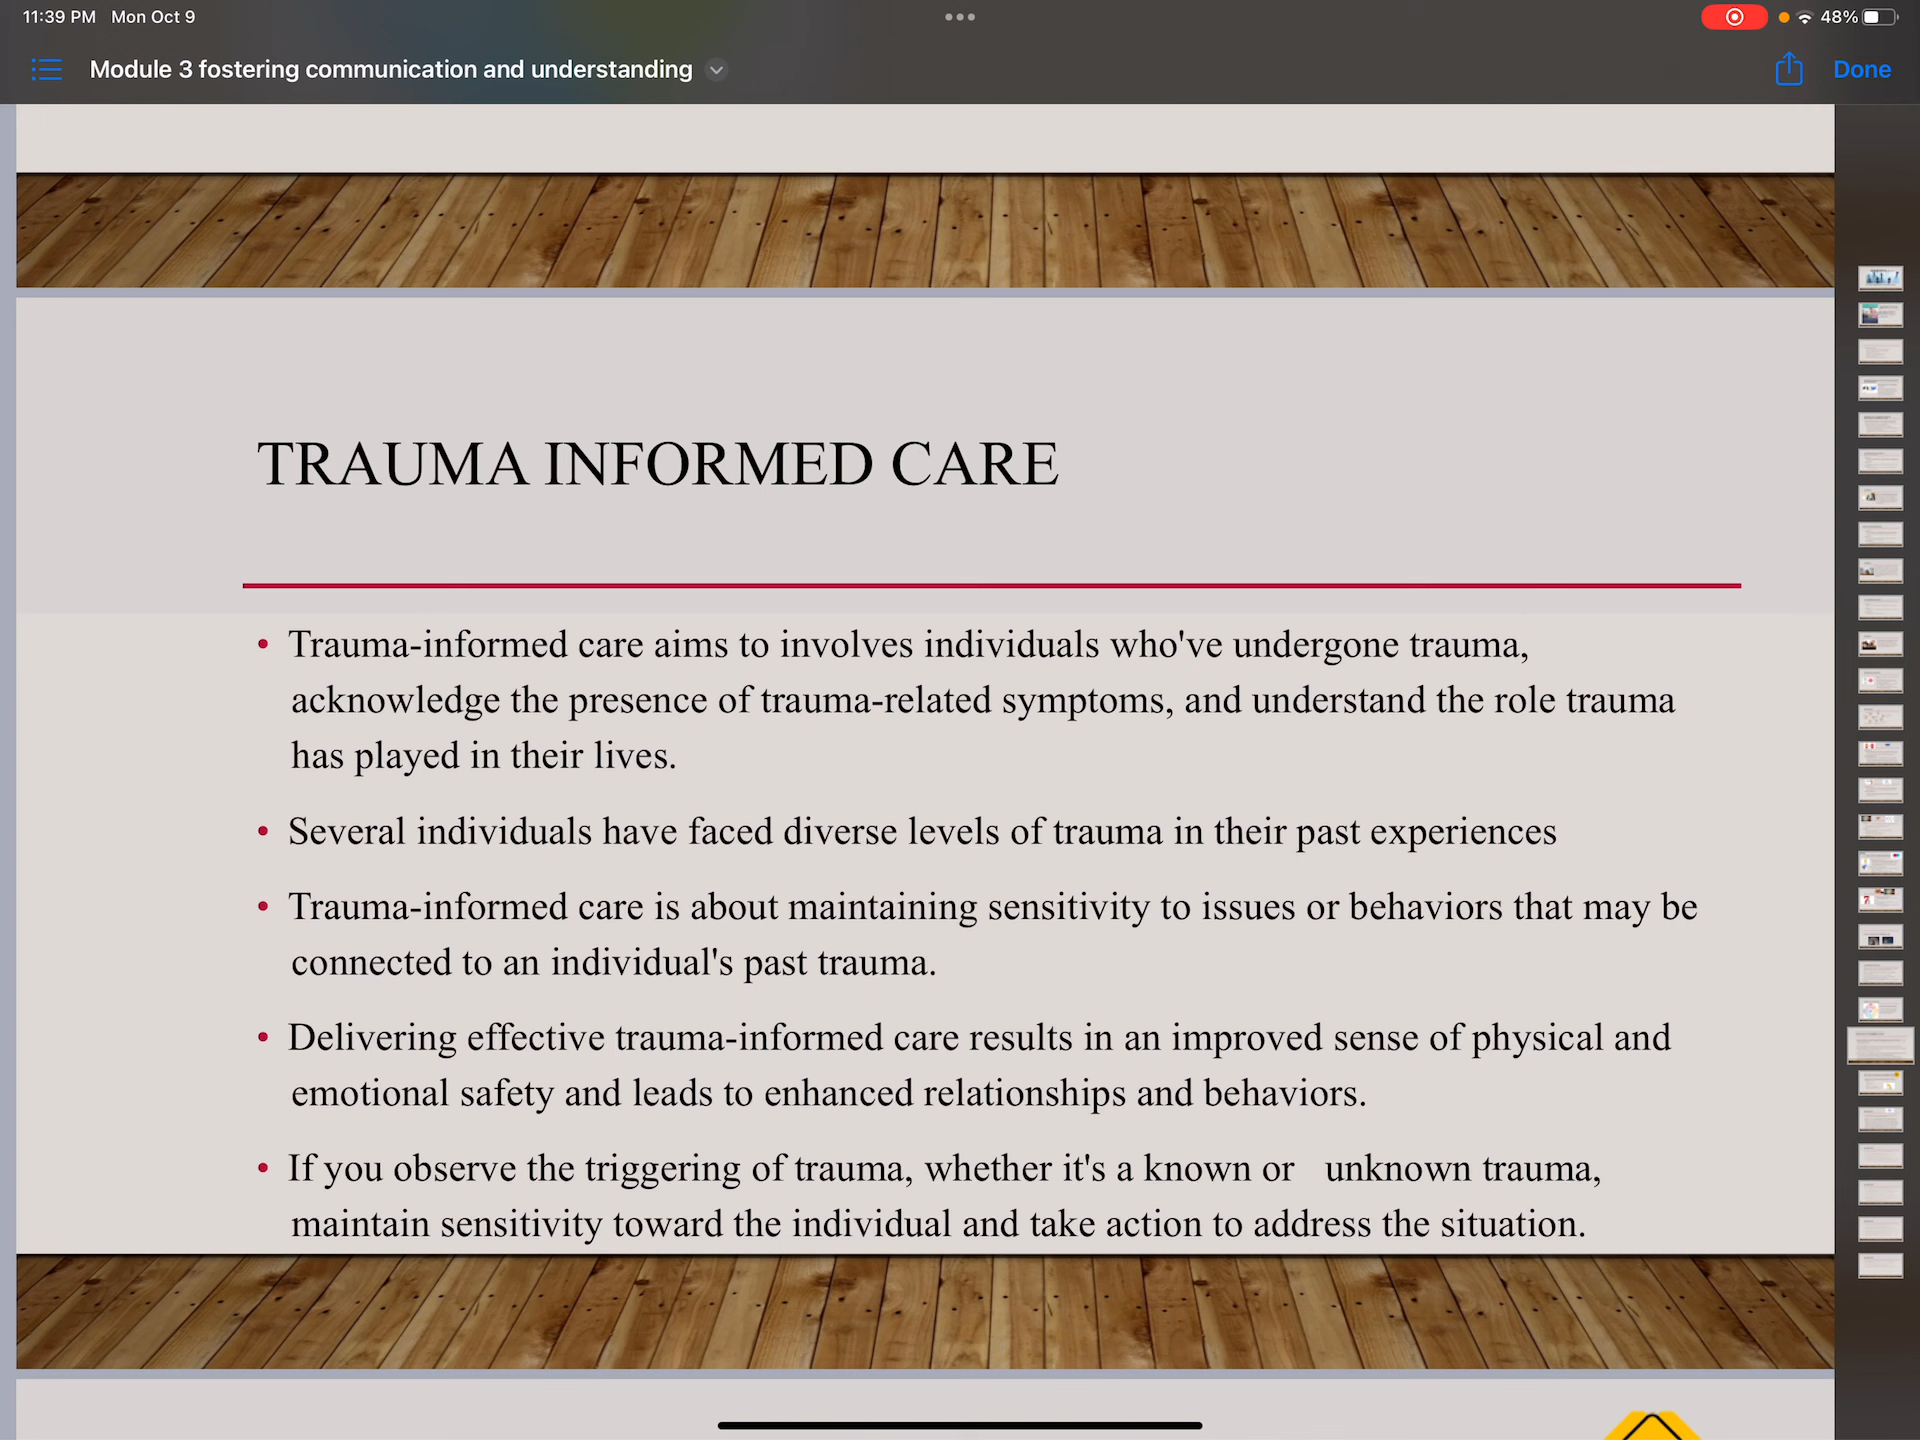 11:39 PM Mon Oct 9
48%
Module 3 fostering communication and understanding
Done
TRAUMA INFORMED CARE
• Trauma-informed care aims to involves individuals who've undergone trauma,
acknowledge the presence of trauma-related symptoms, and understand the role trauma
has played in their lives.
• Several individuals have faced diverse levels of trauma in their past experiences
• Trauma-informed care is about maintaining sensitivity to issues or behaviors that may be
connected to an individual's past trauma.
• Delivering effective trauma-informed care results in an improved sense of physical and
emotional safety and leads to enhanced relationships and behaviors.
• If you observe the triggering of trauma, whether it's a known or   unknown trauma,
maintain sensitivity toward the individual and take action to address the situation.